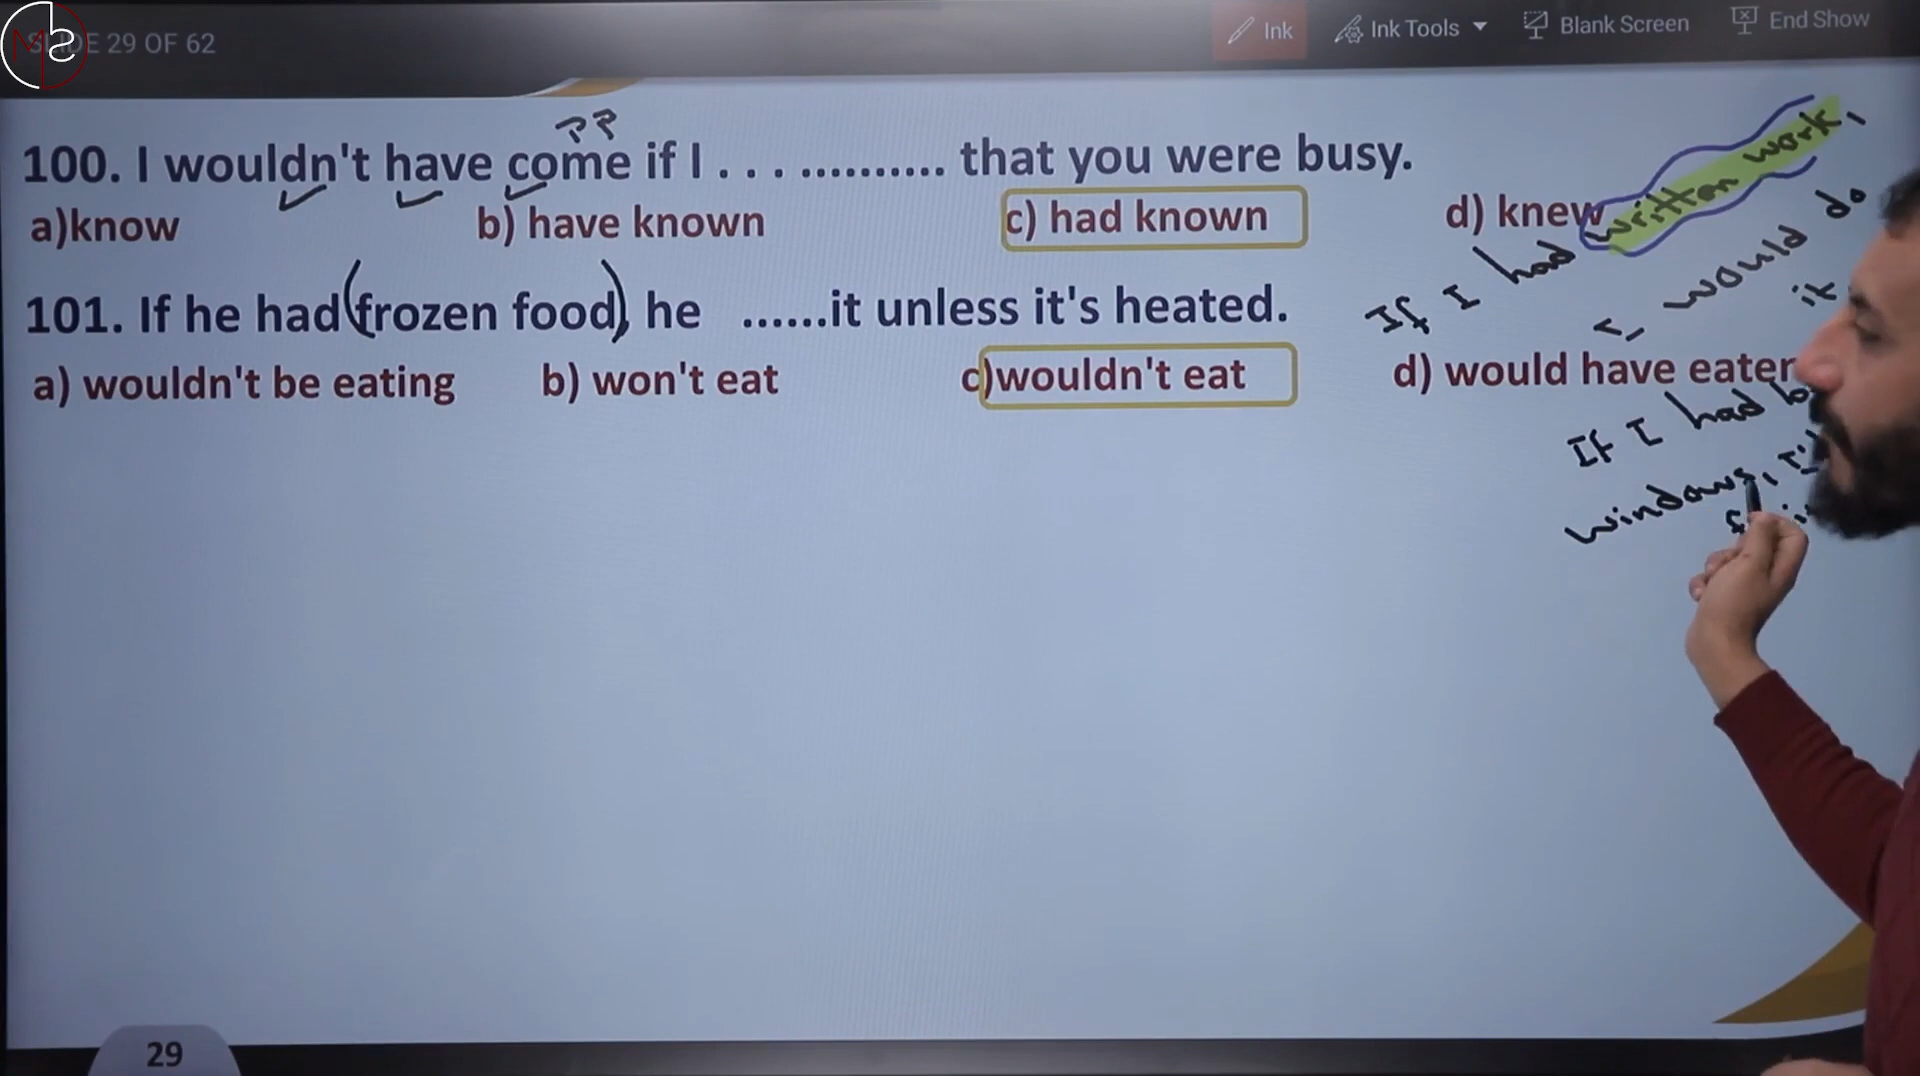 SLIDE 29 OF 62
Ink
Ink Tools
Blank Screen
End Show
MS
??
100. I wouldn't have come if I . . . .......... that you were busy.
a)know b) have known c) had known d) knew
101. If he had (frozen food), he ......it unless it's heated.
a) wouldn't be eating b) won't eat c)wouldn't eat d) would have eaten
If I had written work,
I would do
it
If I had
windows,
29